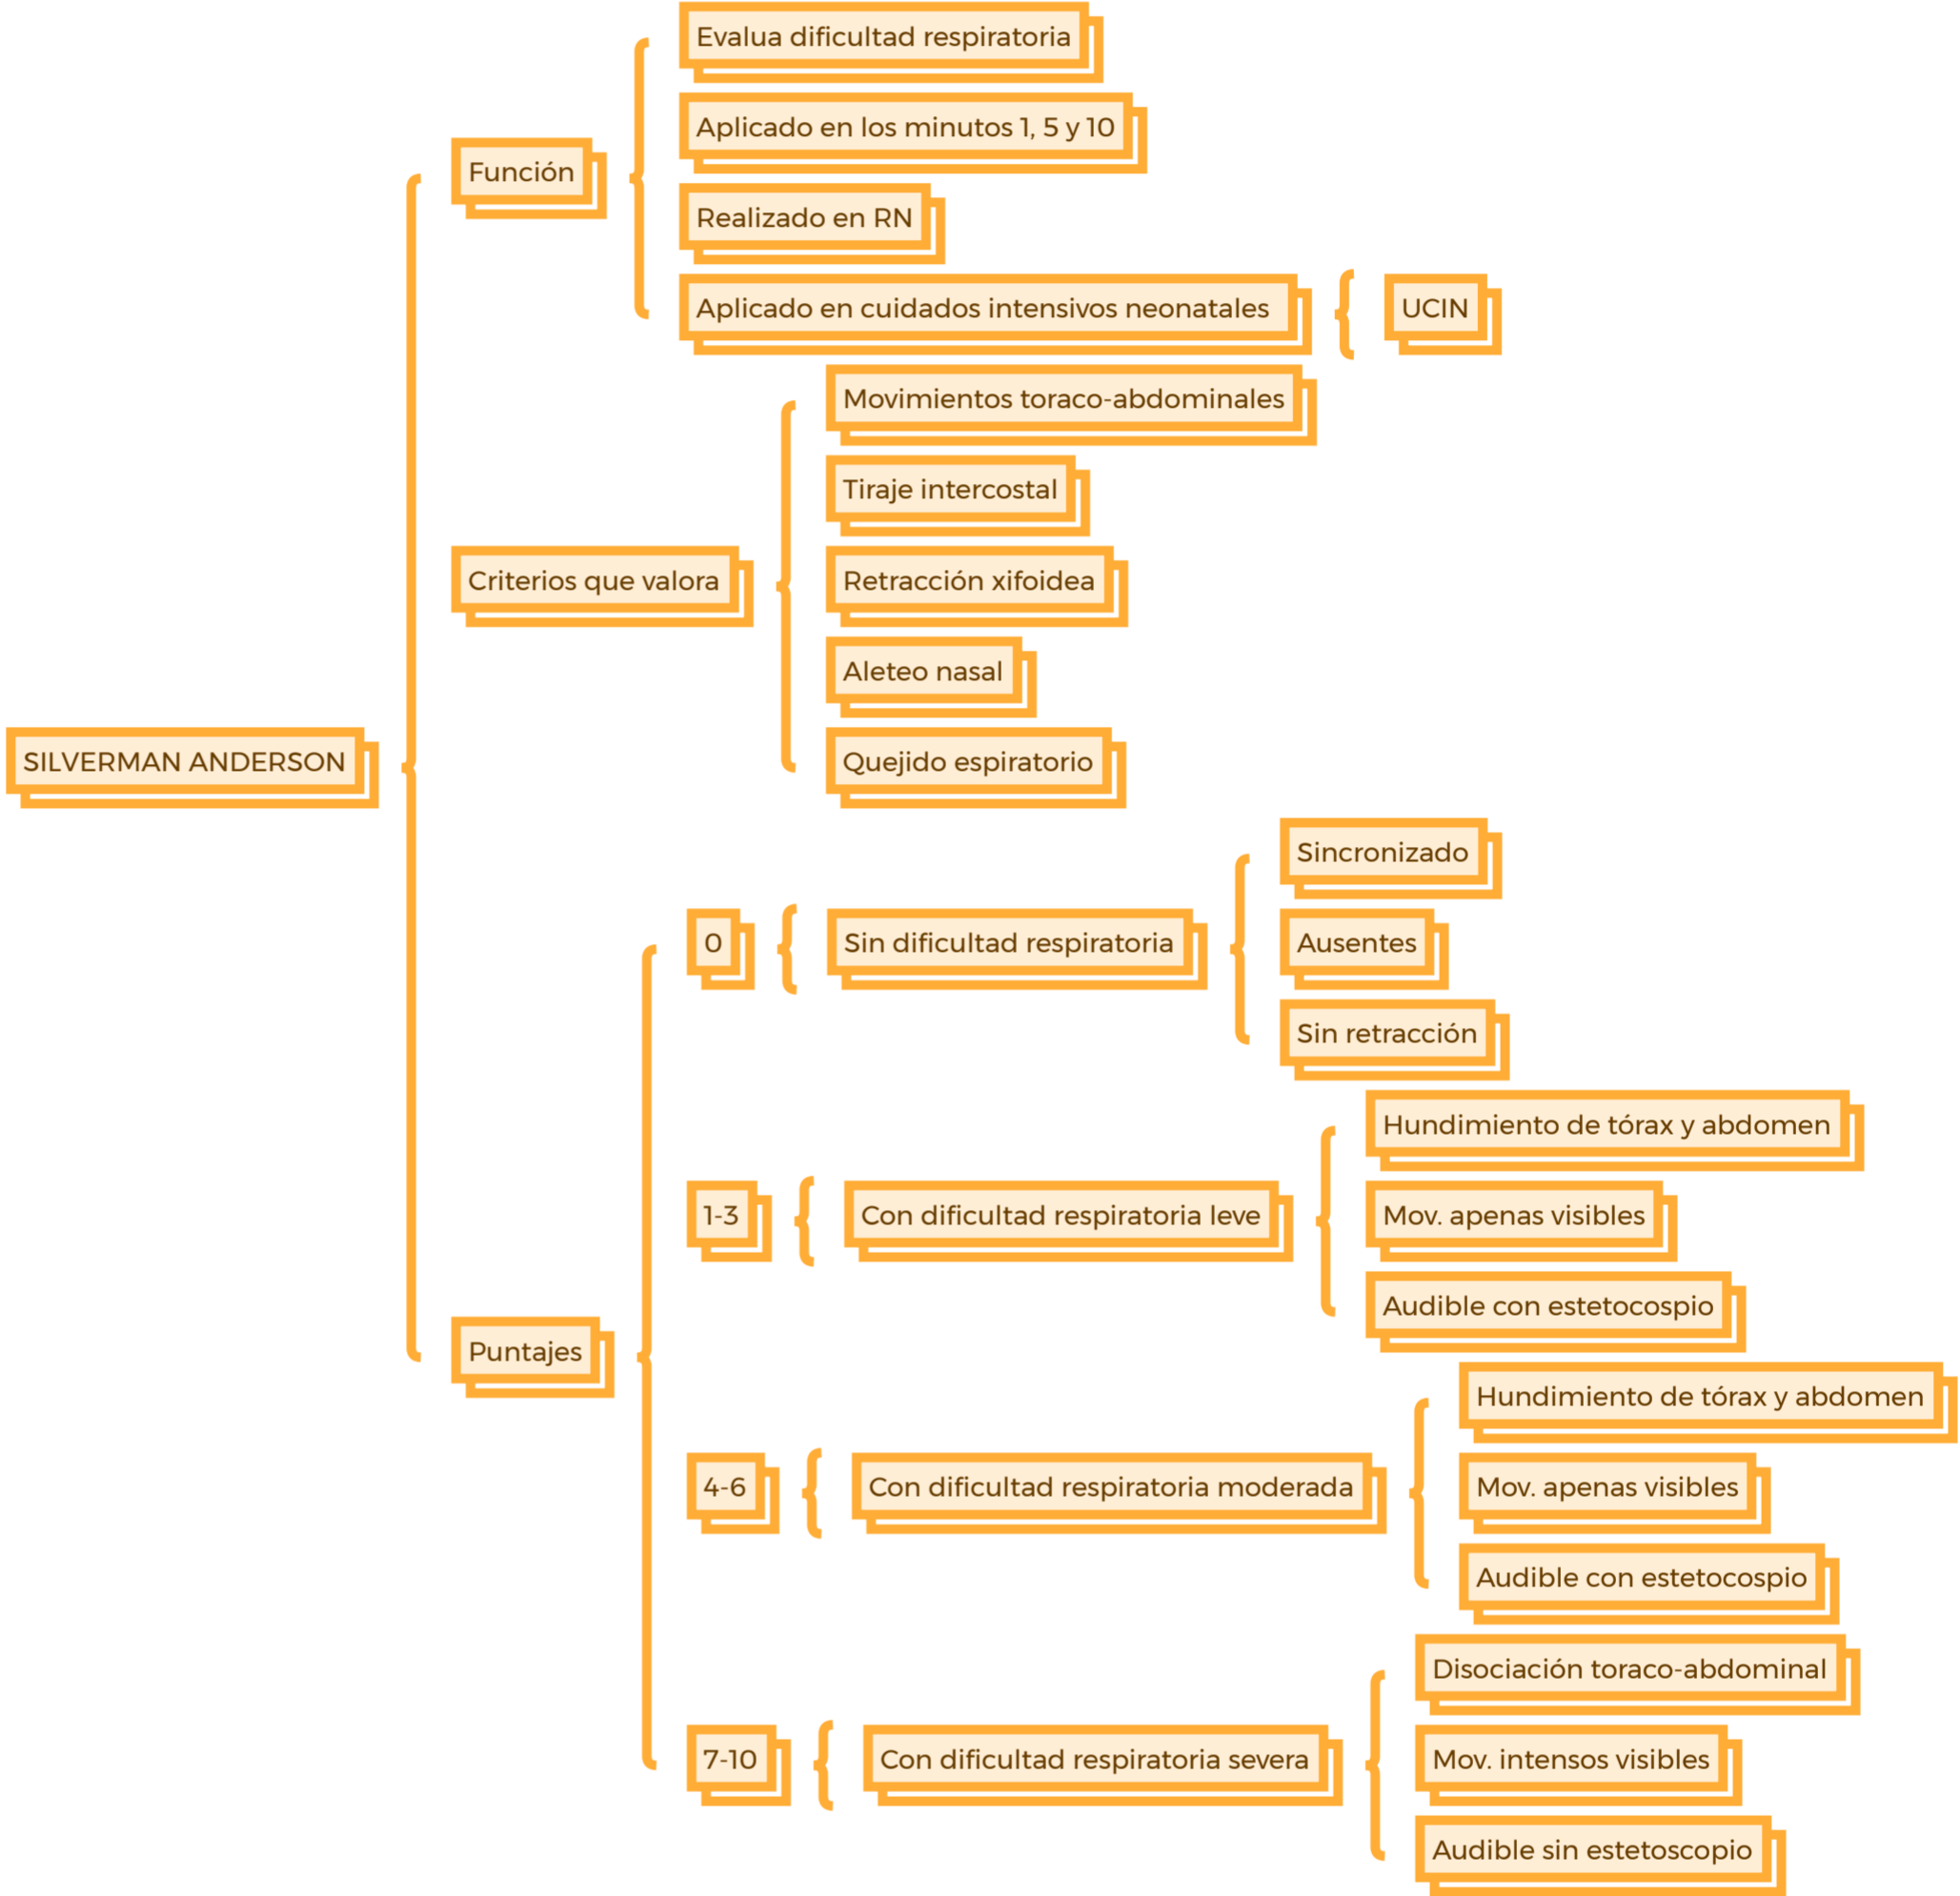 SILVERMAN ANDERSON
Función
Evalua dificultad respiratoria
Aplicado en los minutos 1, 5 y 10
Realizado en RN
Aplicado en cuidados intensivos neonatales
UCIN
Criterios que valora
Movimientos toraco-abdominales
Tiraje intercostal
Retracción xifoidea
Aleteo nasal
Quejido espiratorio
Puntajes
0
Sin dificultad respiratoria
Sincronizado
Ausentes
Sin retracción
1-3
Con dificultad respiratoria leve
Hundimiento de tórax y abdomen
Mov. apenas visibles
Audible con estetocospio
4-6
Con dificultad respiratoria moderada
Hundimiento de tórax y abdomen
Mov. apenas visibles
Audible con estetocospio
7-10
Con dificultad respiratoria severa
Disociación toraco-abdominal
Mov. intensos visibles
Audible sin estetoscopio